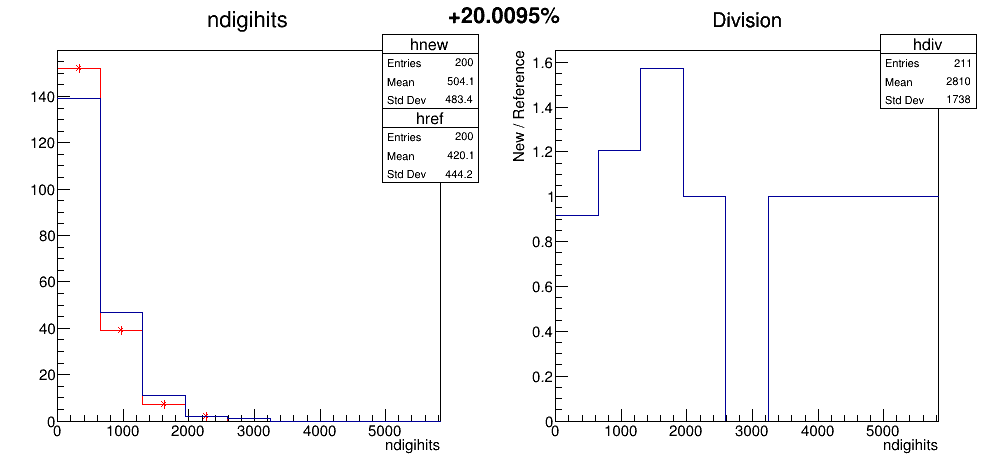 +20.0095%
ndigihits
hnew
Entries 200
Mean 504.1
Std Dev 483.4
href
Entries 200
Mean 420.1
Std Dev 444.2
140
120
100
80
60
40
20
0
0 1000 2000 3000 4000 5000
ndigihits
Division
hdiv
Entries 211
Mean 2810
Std Dev 1738
New / Reference
1.6
1.4
1.2
1
0.8
0.6
0.4
0.2
0
0 1000 2000 3000 4000 5000
ndigihits